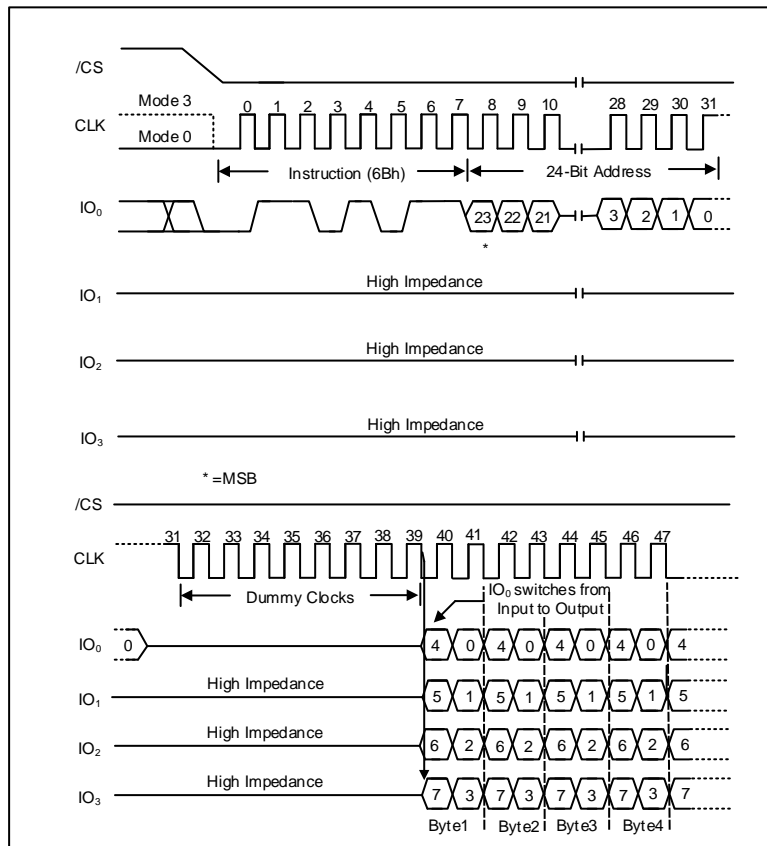 /CS
Mode 3
0 1 2 3 4 5 6 7 8 9 10 28 29 30 31
CLK
Mode 0
Instruction (6Bh) 24-Bit Address
IO0 23 22 21 3 2 1 0
*
High Impedance
IO1
High Impedance
IO2
High Impedance
IO3
* =MSB
/CS
31 32 33 34 35 36 37 38 39 40 41 42 43 44 45 46 47
CLK
Dummy Clocks
IO0 switches from
Input to Output
IO0 0 4 0 4 0 4 0 4 0 4
High Impedance
IO1 5 1 5 1 5 1 5 1 5
High Impedance
IO2 6 2 6 2 6 2 6 2 6
High Impedance
IO3 7 3 7 3 7 3 7 3 7
Byte1 Byte2 Byte3 Byte4